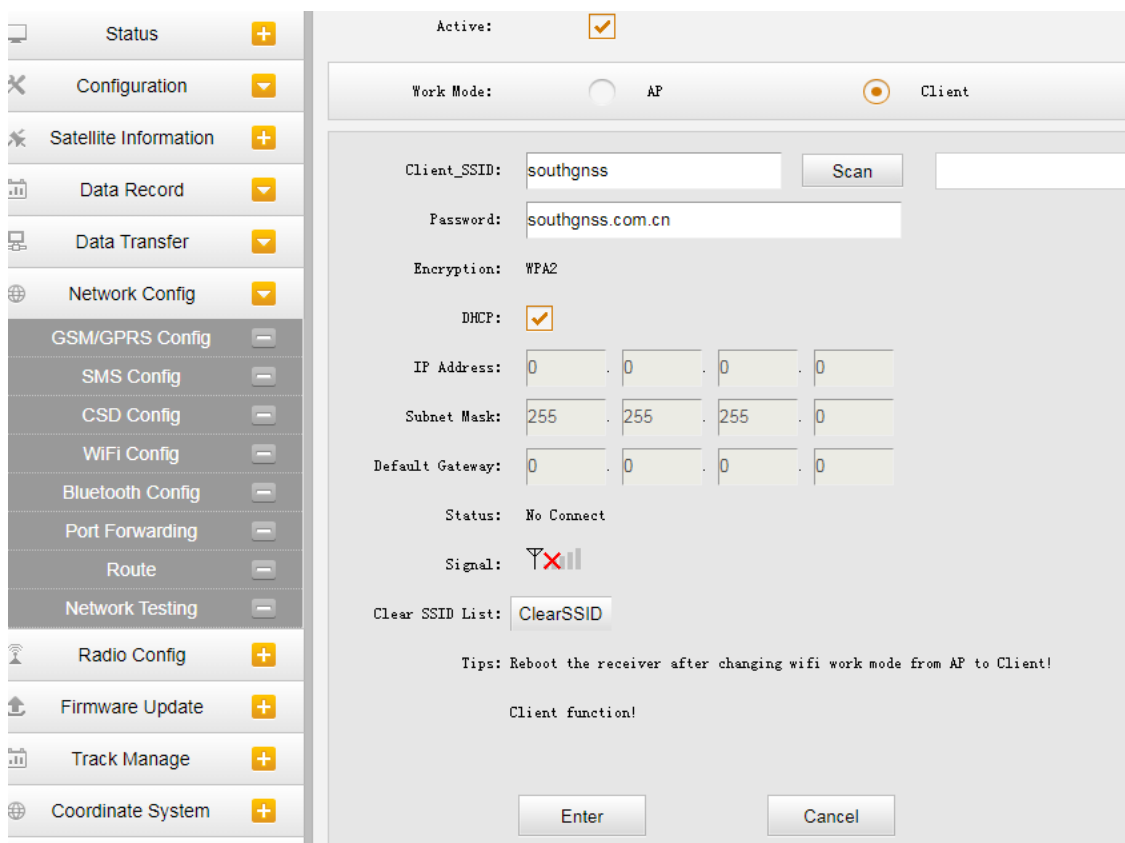 Status
Configuration
Satellite Information
Data Record
Data Transfer
Network Config
GSM/GPRS Config
SMS Config
CSD Config
WiFi Config
Bluetooth Config
Port Forwarding
Route
Network Testing
Radio Config
Firmware Update
Track Manage
Coordinate System
Active:
Work Mode: AP Client
Client_SSID: southgnss Scan
Password: southgnss.com.cn
Encryption: WPA2
DHCP:
IP Address: 0 . 0 . 0 . 0
Subnet Mask: 255 . 255 . 255 . 0
Default Gateway: 0 . 0 . 0 . 0
Status: No Connect
Signal:
Clear SSID List: ClearSSID
Tips: Reboot the receiver after changing wifi work mode from AP to Client!
Client function!
Enter Cancel